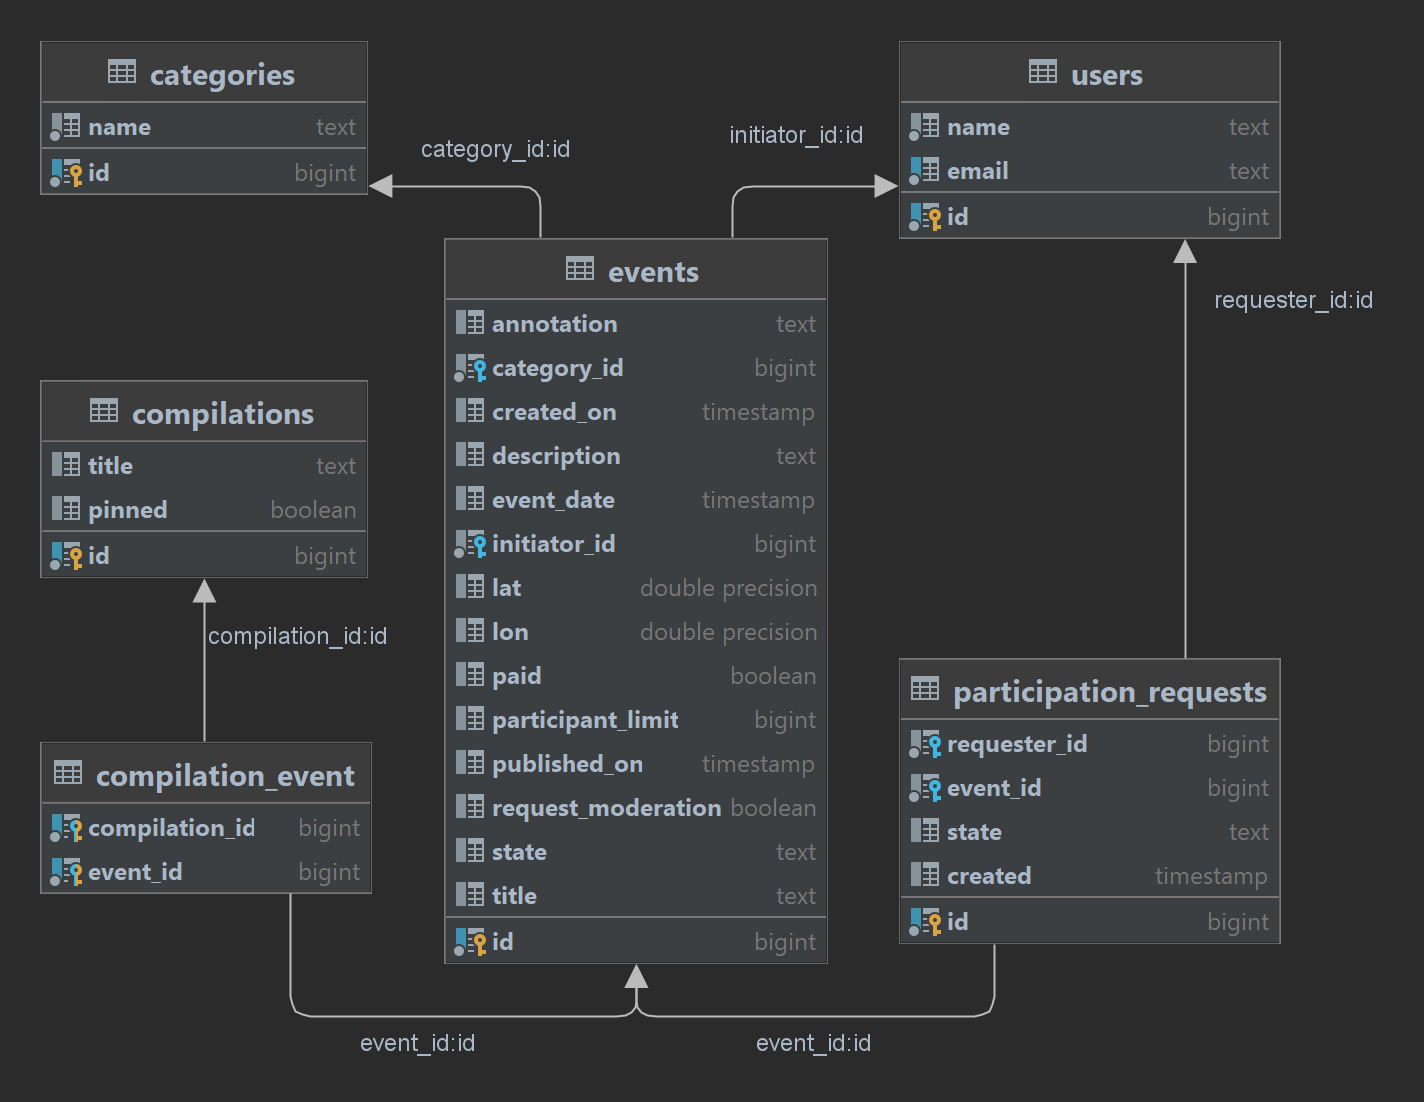 categories
name text
id bigint
category_id:id
initiator_id:id
users
name text
email text
id bigint
requester_id:id
events
annotation text
category_id bigint
created_on timestamp
description text
event_date timestamp
initiator_id bigint
lat double precision
lon double precision
paid boolean
participant_limit bigint
published_on timestamp
request_moderation boolean
state text
title text
id bigint
compilations
title text
pinned boolean
id bigint
compilation_id:id
compilation_event
compilation_id bigint
event_id bigint
participation_requests
requester_id bigint
event_id bigint
state text
created timestamp
id bigint
event_id:id
event_id:id